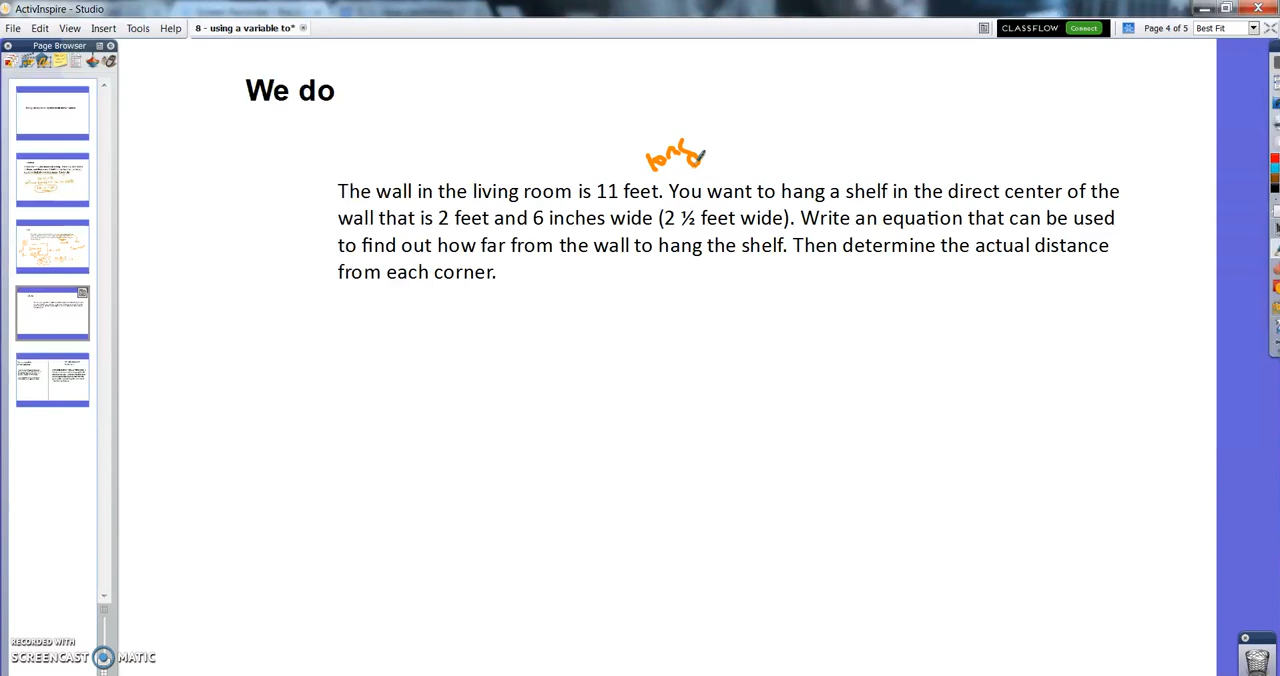 ActivInspire - Studio
File Edit View Insert Tools Help 8 - using a variable to* CLASSFLOW Connect Page 4 of 5 Best Fit
Page Browser
We do
long
The wall in the living room is 11 feet. You want to hang a shelf in the direct center of the
wall that is 2 feet and 6 inches wide (2 ½ feet wide). Write an equation that can be used
to find out how far from the wall to hang the shelf. Then determine the actual distance
from each corner.
RECORDED WITH
SCREENCAST MATIC